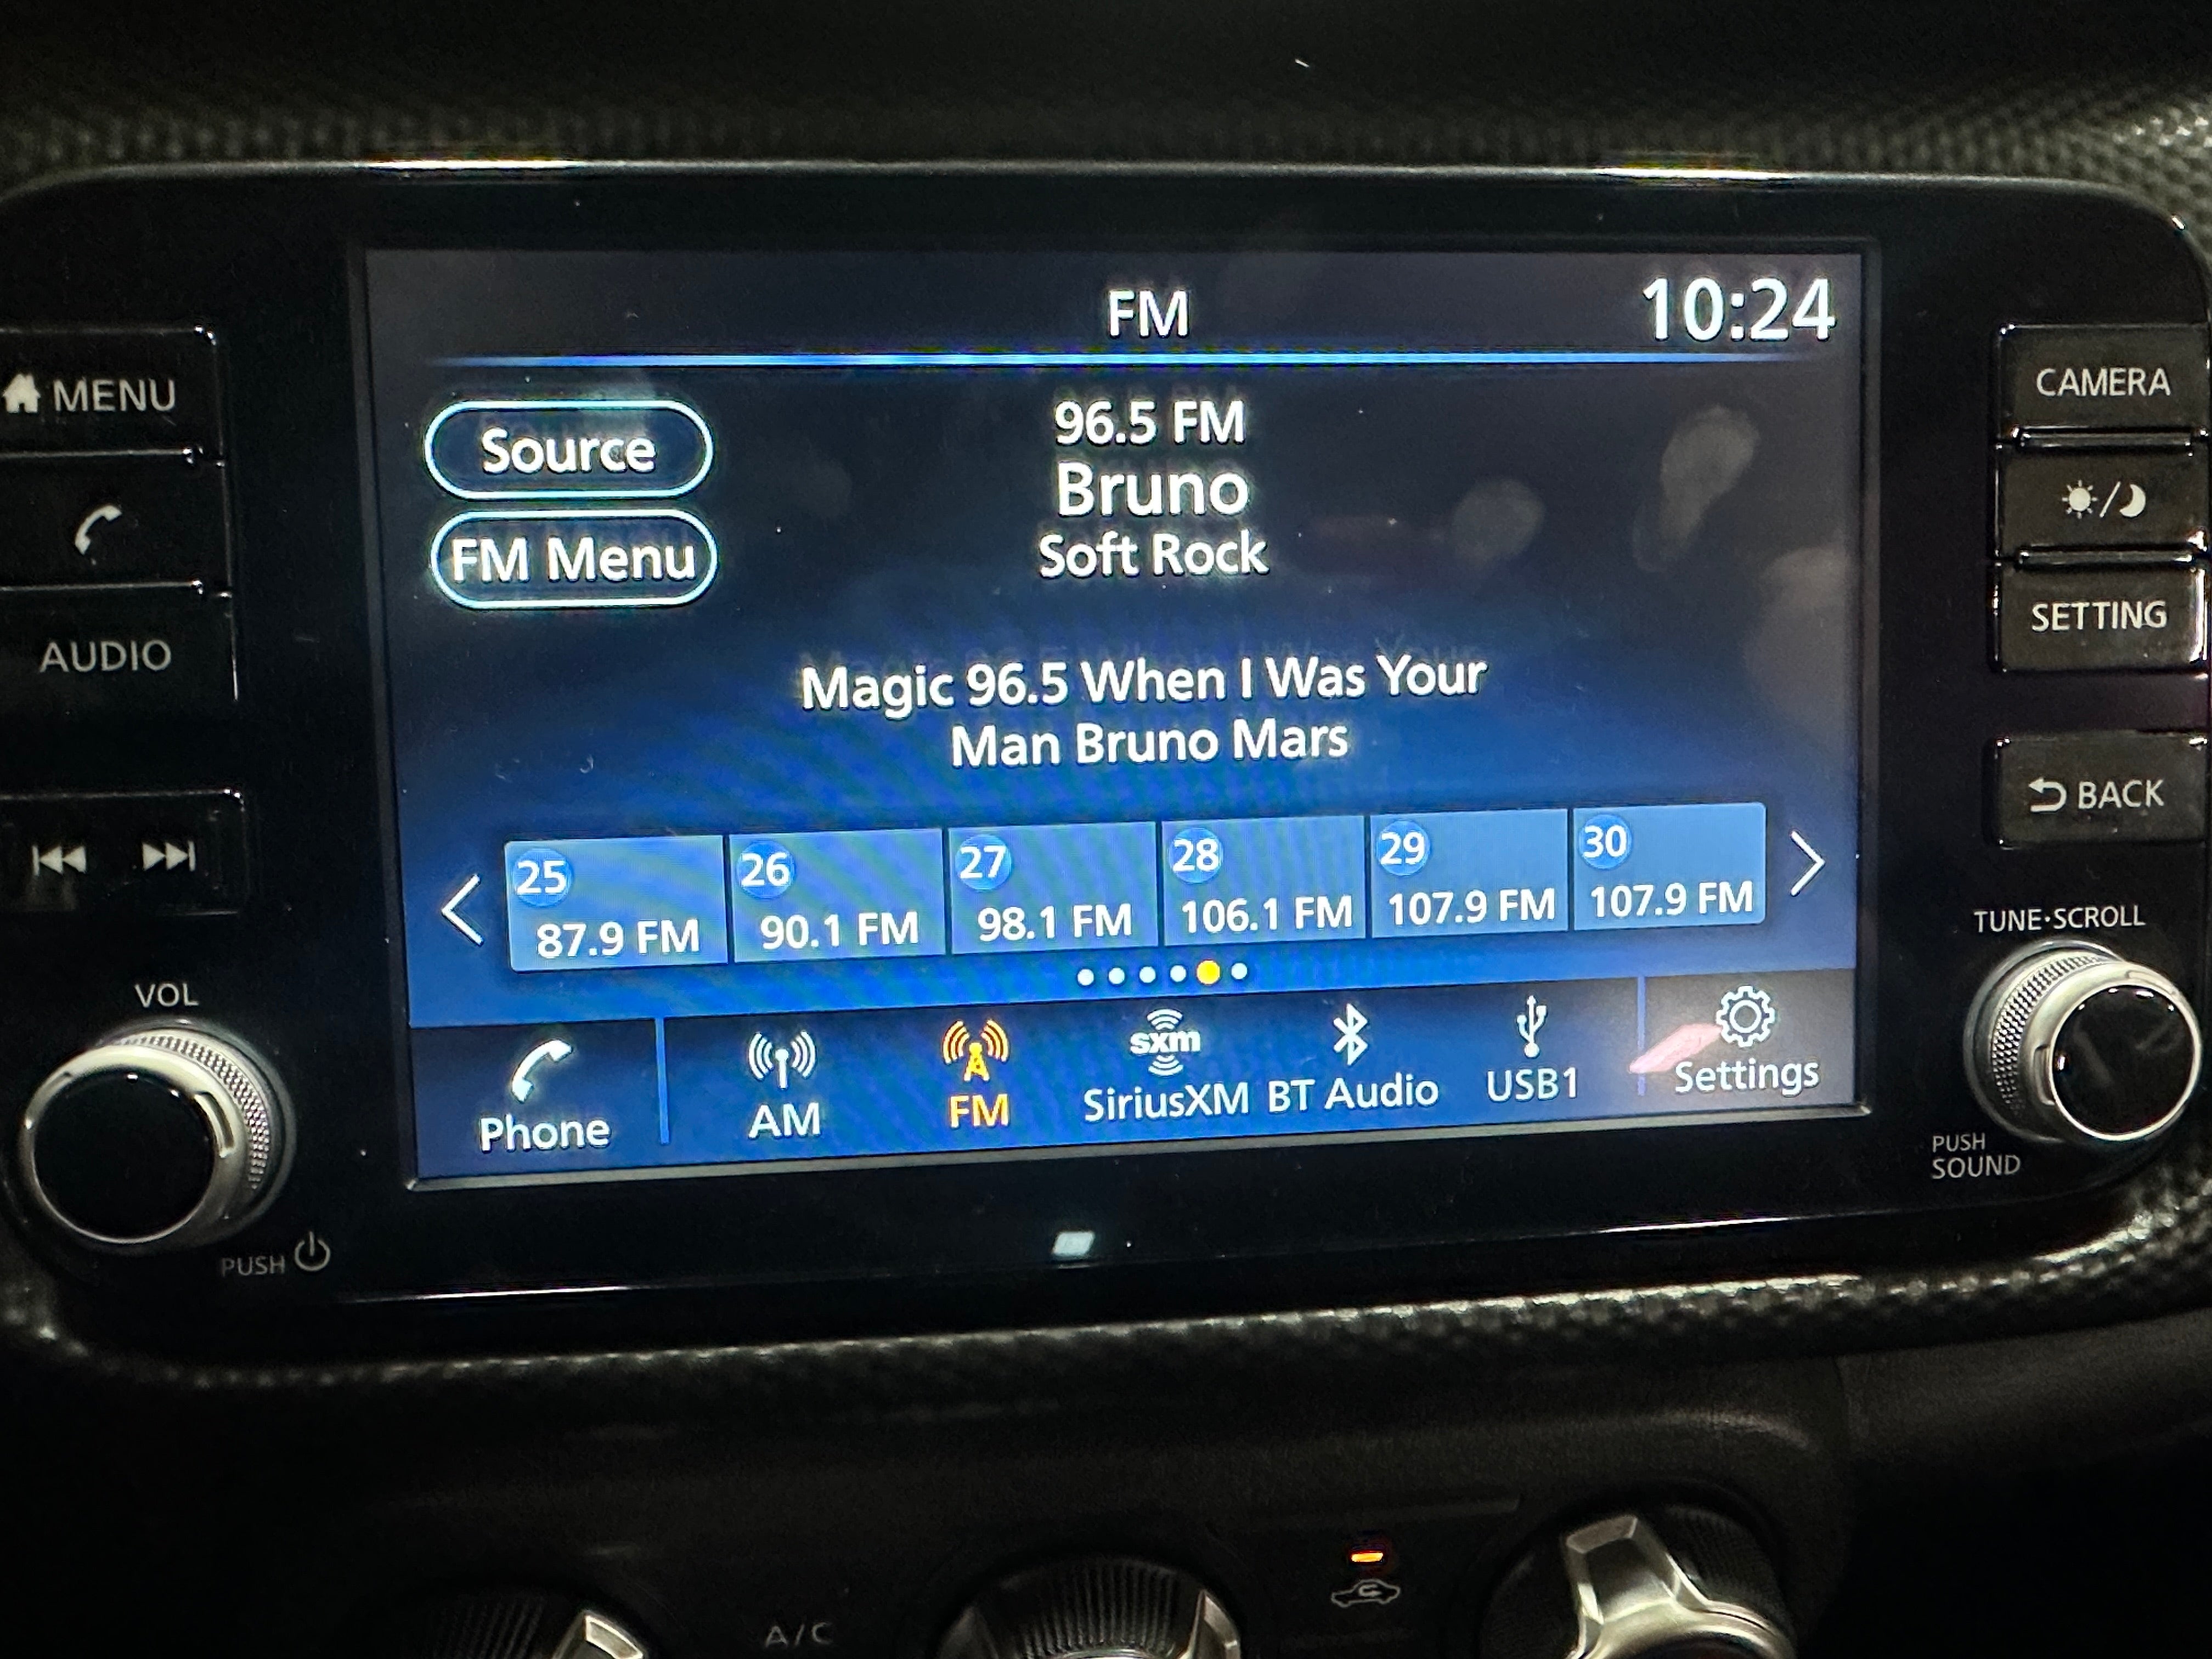 FM
10:24
MENU
AUDIO
VOL
PUSH
Source
FM Menu
96.5 FM
Bruno
Soft Rock
Magic 96.5 When I Was Your
Man Bruno Mars
25
87.9 FM
26
90.1 FM
27
98.1 FM
28
106.1 FM
29
107.9 FM
30
107.9 FM
Phone
AM
FM
sxm
SiriusXM
BT Audio
USB1
Settings
CAMERA
SETTING
BACK
TUNE·SCROLL
PUSH
SOUND
A/C